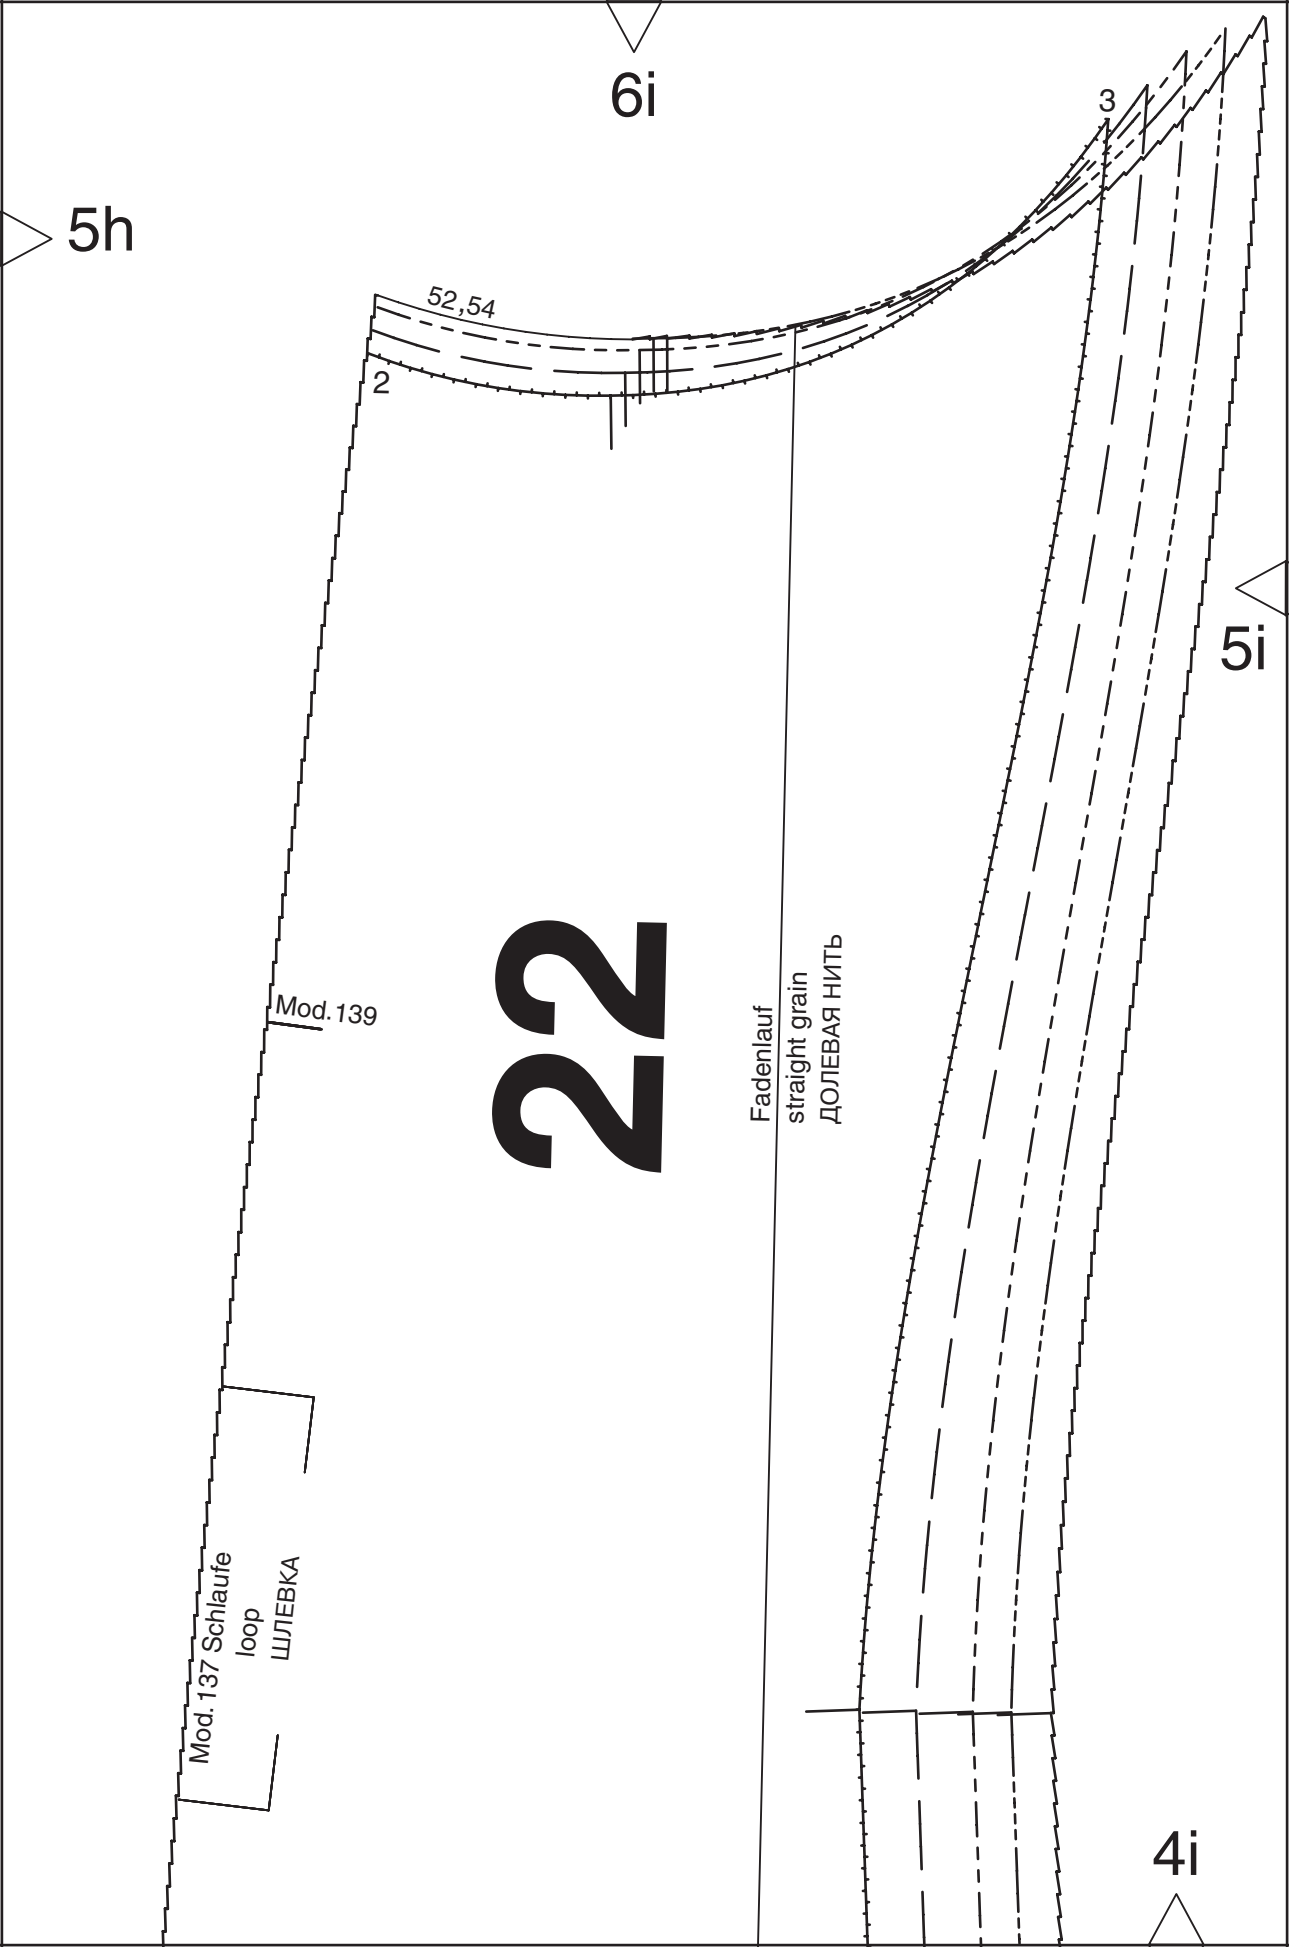 6i
3
5h
52,54
2
5i
22
Mod.139
Fadenlauf
straight grain
ДОЛЕВАЯ НИТЬ
Mod. 137 Schlaufe
loop
ШЛЕВКА
4i